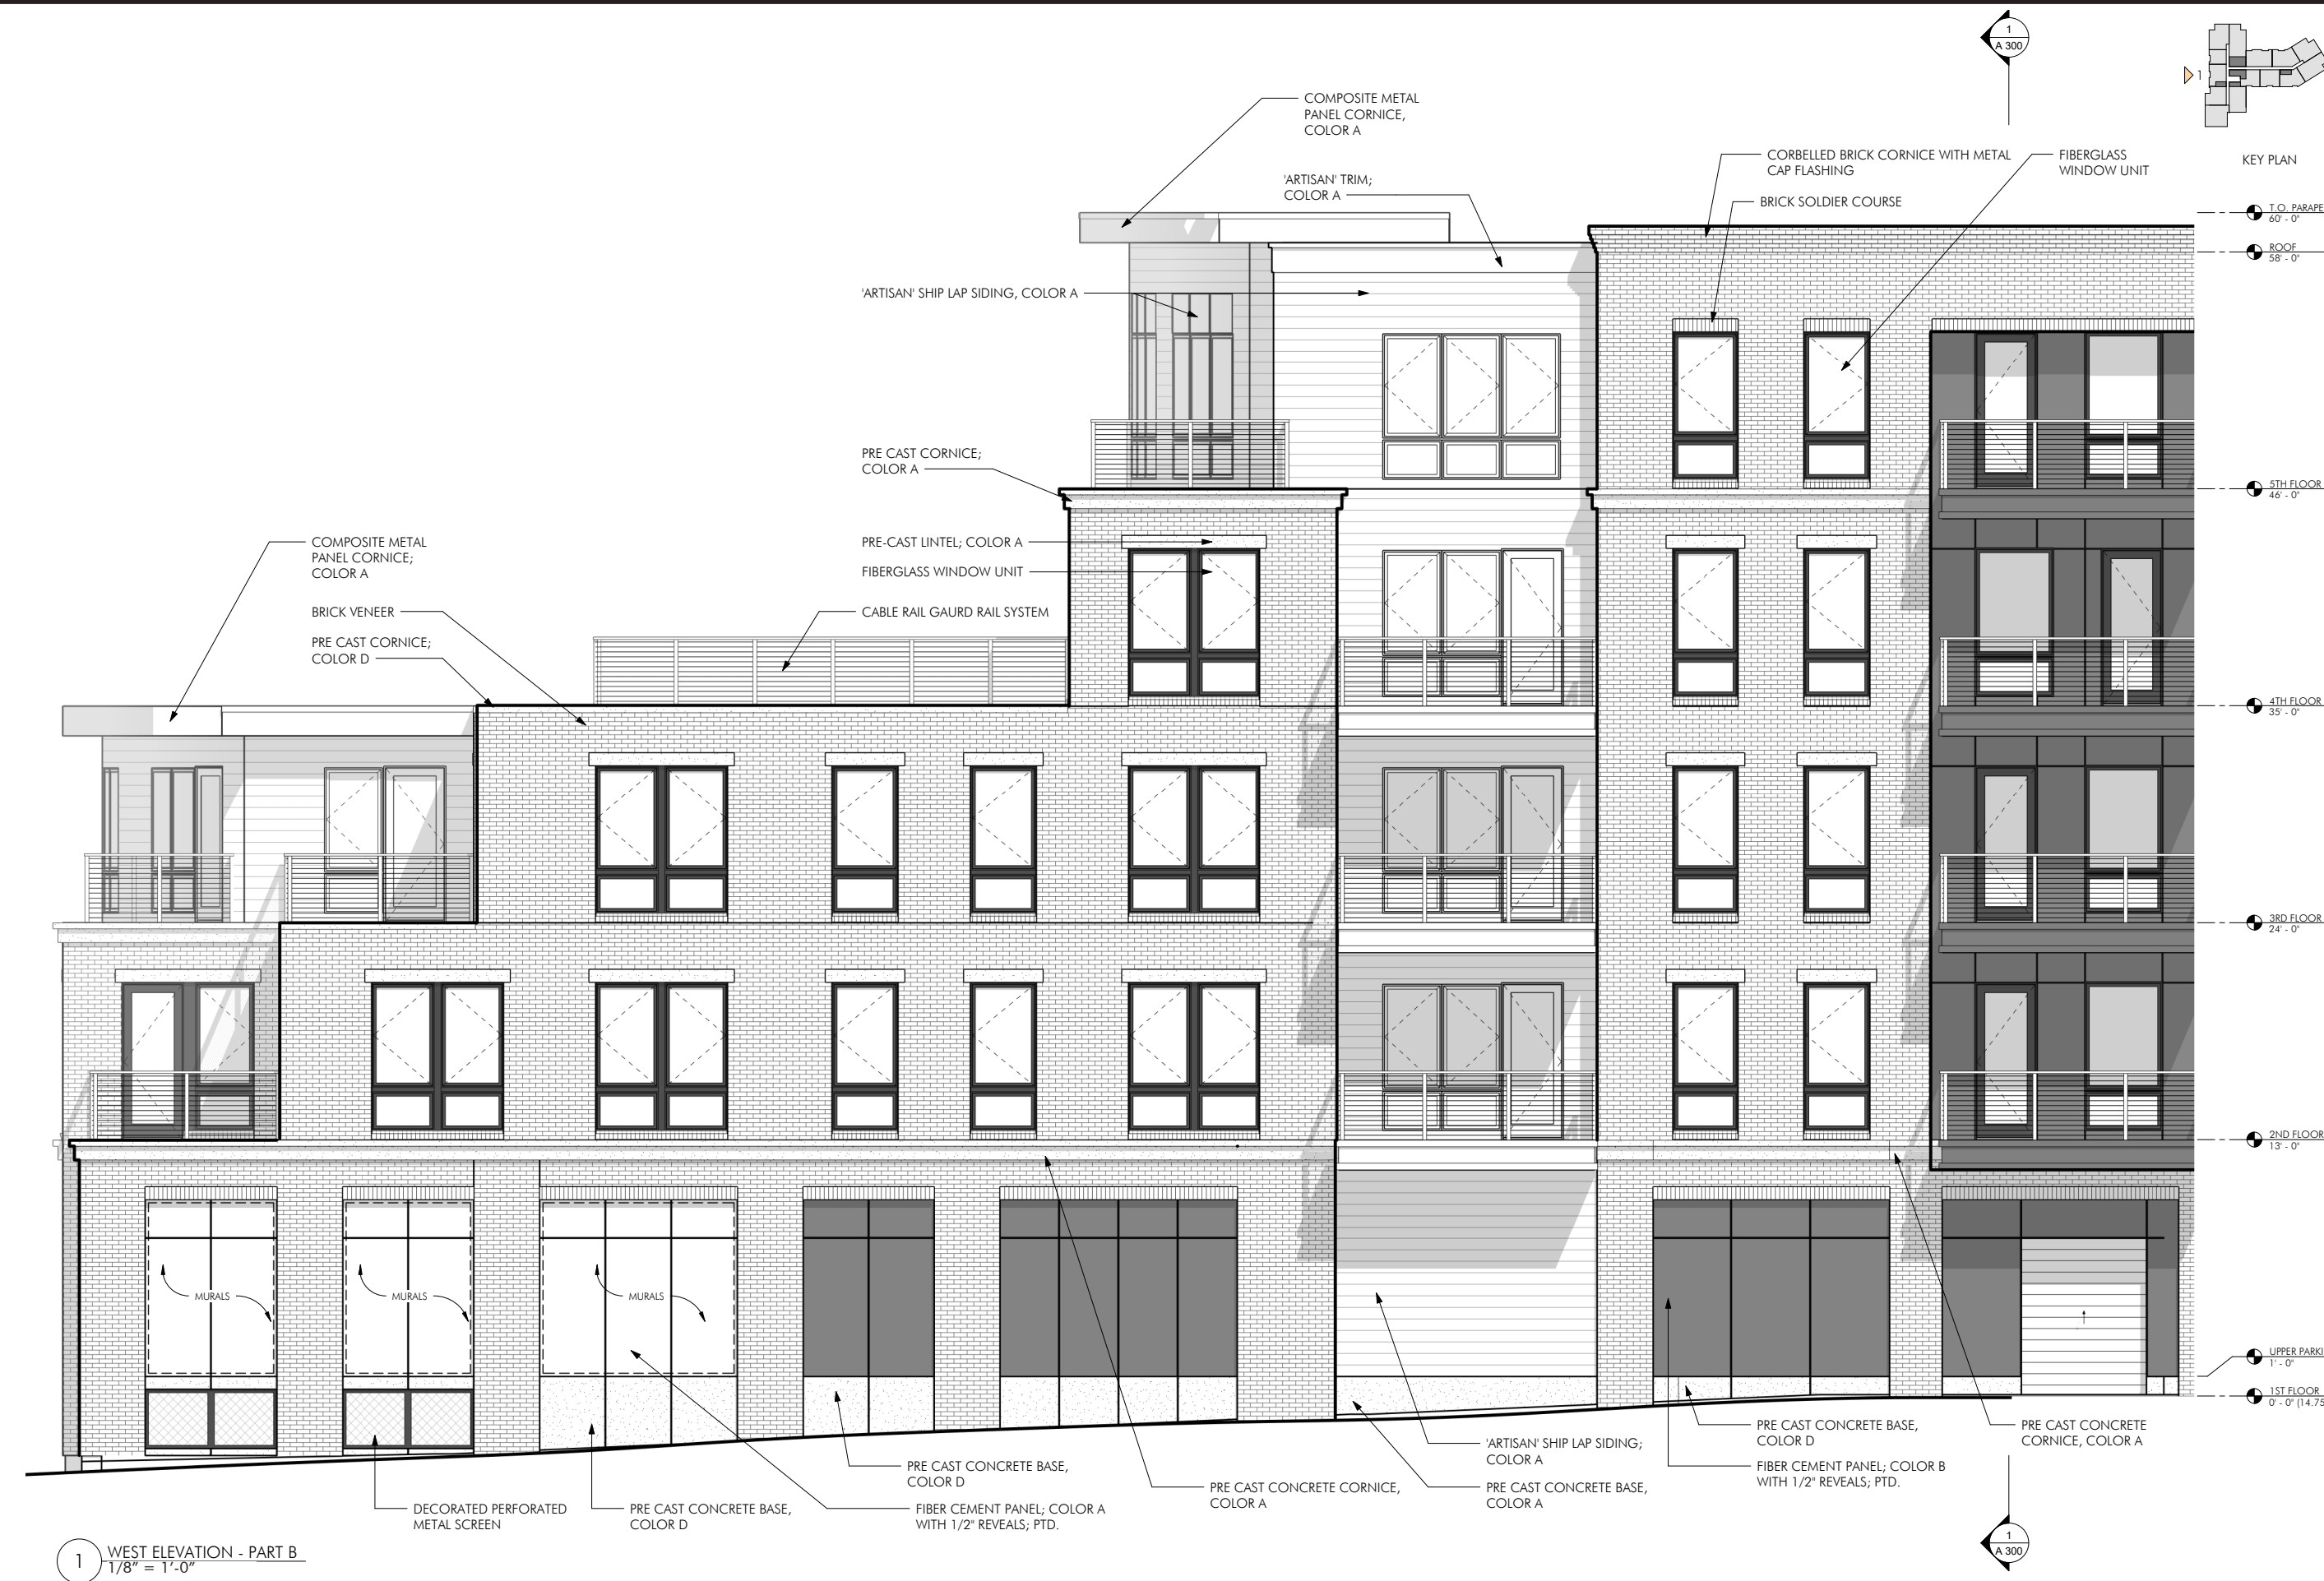 1
A 300
1
KEY PLAN
COMPOSITE METAL
PANEL CORNICE,
COLOR A
'ARTISAN' TRIM;
COLOR A
CORBELLED BRICK CORNICE WITH METAL
CAP FLASHING
FIBERGLASS
WINDOW UNIT
BRICK SOLDIER COURSE
T.O. PARAPE
60' - 0"
ROOF
58' - 0"
'ARTISAN' SHIP LAP SIDING, COLOR A
PRE CAST CORNICE;
COLOR A
5TH FLOOR
46' - 0"
COMPOSITE METAL
PANEL CORNICE;
COLOR A
PRE-CAST LINTEL; COLOR A
FIBERGLASS WINDOW UNIT
BRICK VENEER
CABLE RAIL GAURD RAIL SYSTEM
PRE CAST CORNICE;
COLOR D
4TH FLOOR
35' - 0"
3RD FLOOR
24' - 0"
2ND FLOOR
13' - 0"
MURALS
MURALS
MURALS
UPPER PARKI
1' - 0"
1ST FLOOR
0' - 0" (14.75
PRE CAST CONCRETE BASE,
COLOR D
PRE CAST CONCRETE
CORNICE, COLOR A
'ARTISAN' SHIP LAP SIDING;
COLOR A
PRE CAST CONCRETE BASE,
COLOR D
FIBER CEMENT PANEL; COLOR B
WITH 1/2" REVEALS; PTD.
PRE CAST CONCRETE CORNICE,
COLOR A
PRE CAST CONCRETE BASE,
COLOR A
DECORATED PERFORATED
METAL SCREEN
PRE CAST CONCRETE BASE,
COLOR D
FIBER CEMENT PANEL; COLOR A
WITH 1/2" REVEALS; PTD.
1
A 300
1
WEST ELEVATION - PART B
1/8" = 1'-0"